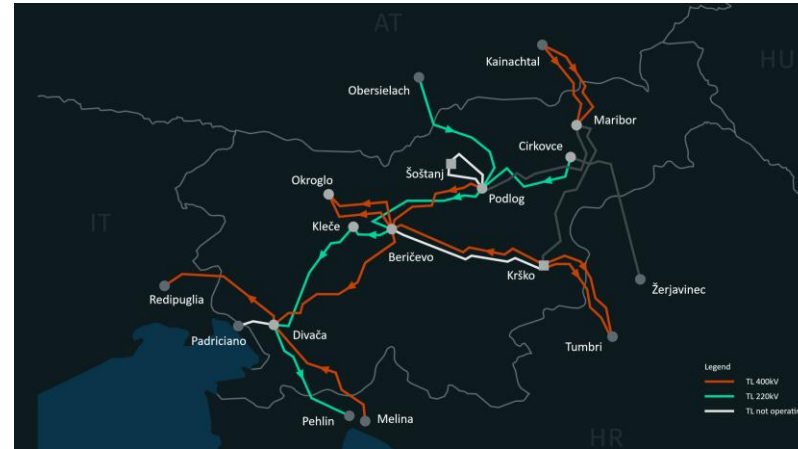 AT
HU
Kainachtal
Obersielach
Maribor
Cirkovce
Šoštanj
Okroglo
Podlog
IT
Kleče
Beričevo
Krško
Žerjavinec
Redipuglia
Padriciano
Divača
Tumbri
Legend
TL 400kV
TL 220kV
TL not operatin
Pehlin
Melina
HR